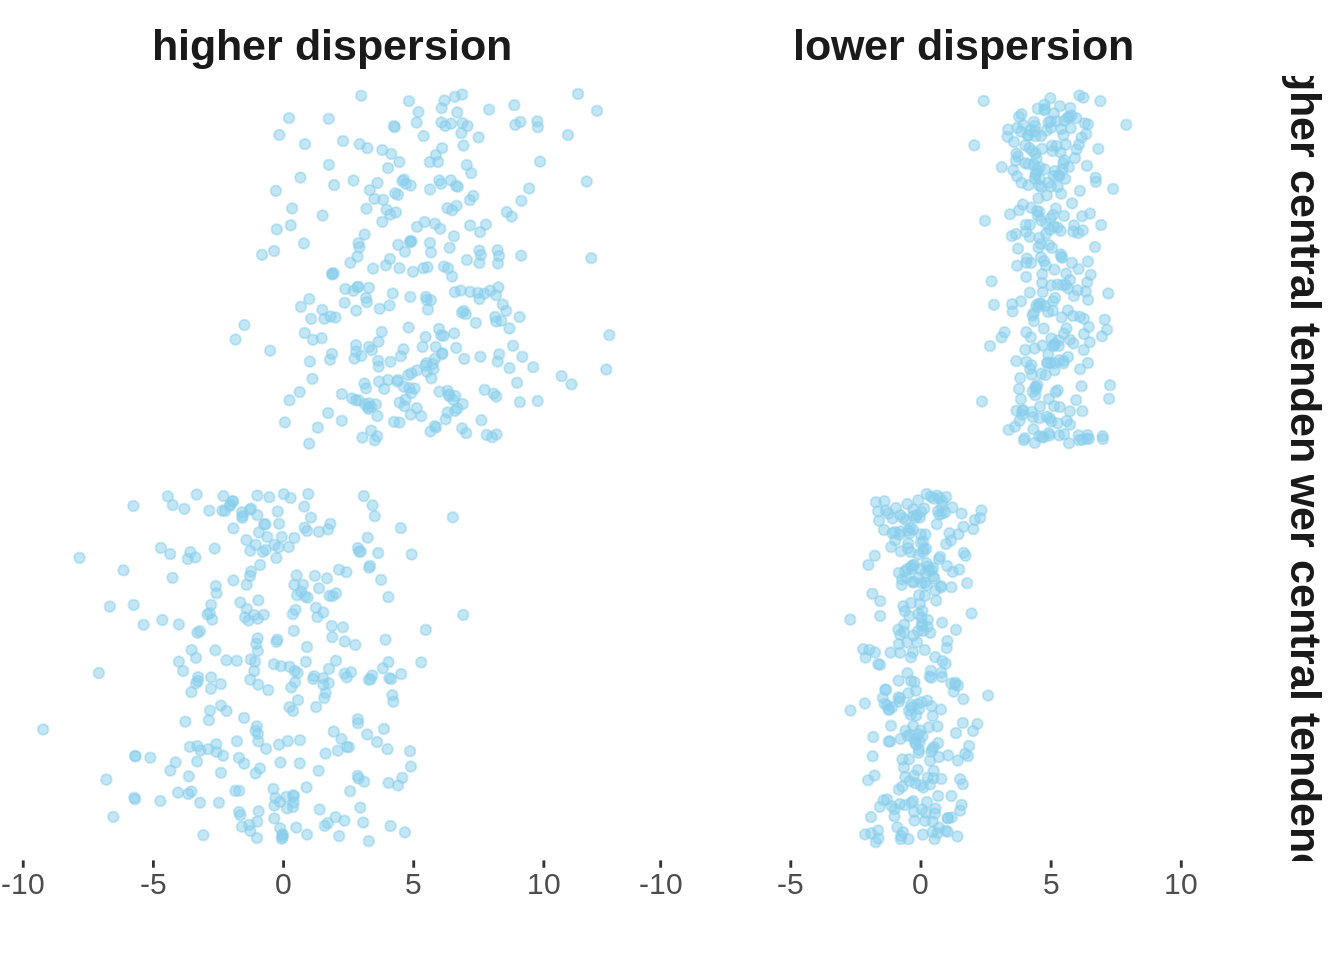 higher dispersion
lower dispersion
gher central tenden
wer central tendenc
-10 -5 0 5 10 -10 -5 0 5 10